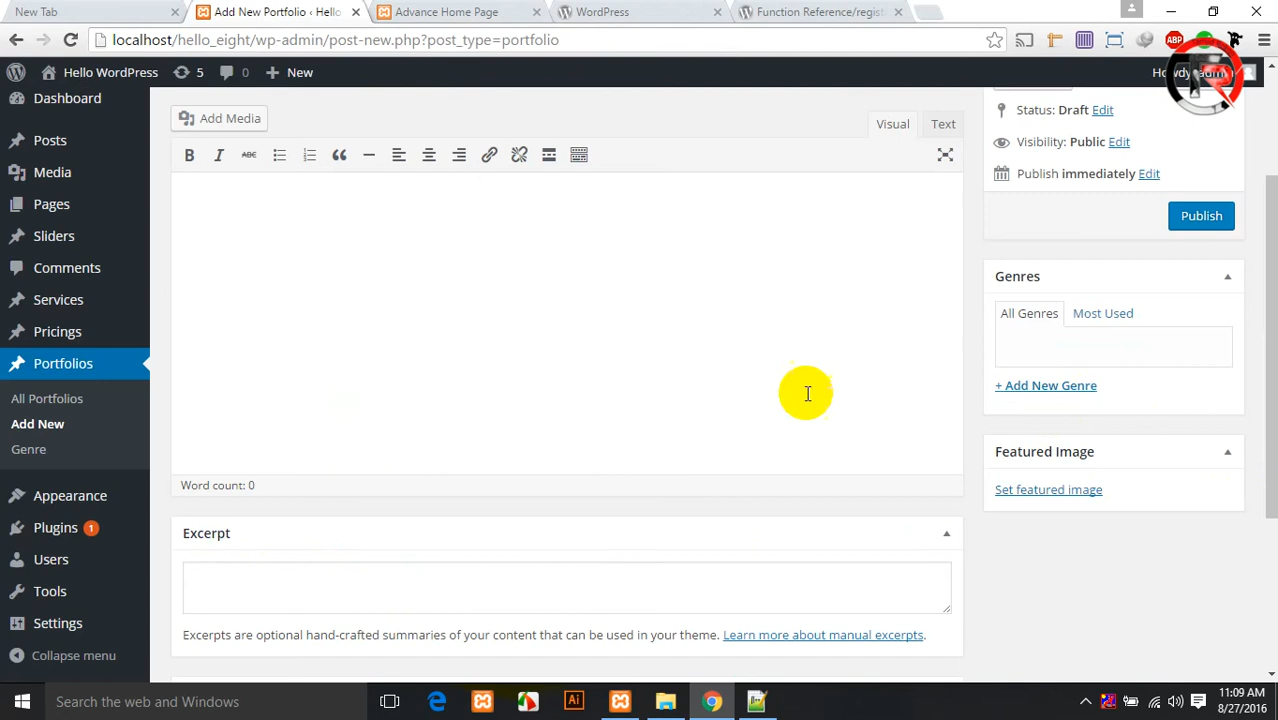 New Tab
Add New Portfolio ‹ Hello
Advance Home Page
WordPress
Function Reference/regist
localhost/hello_eight/wp-admin/post-new.php?post_type=portfolio
ABP
Hello WordPress
5
0
New
Howdy, admin
Dashboard
Posts
Media
Pages
Sliders
Comments
Services
Pricings
Portfolios
All Portfolios
Add New
Genre
Appearance
Plugins 1
Users
Tools
Settings
Collapse menu
Add Media
Visual
Text
B
I
ABC
Word count: 0
Excerpt
Excerpts are optional hand-crafted summaries of your content that can be used in your theme. Learn more about manual excerpts.
Status: Draft Edit
Visibility: Public Edit
Publish immediately Edit
Publish
Genres
All Genres
Most Used
+ Add New Genre
Featured Image
Set featured image
Search the web and Windows
Ai
11:09 AM
8/27/2016